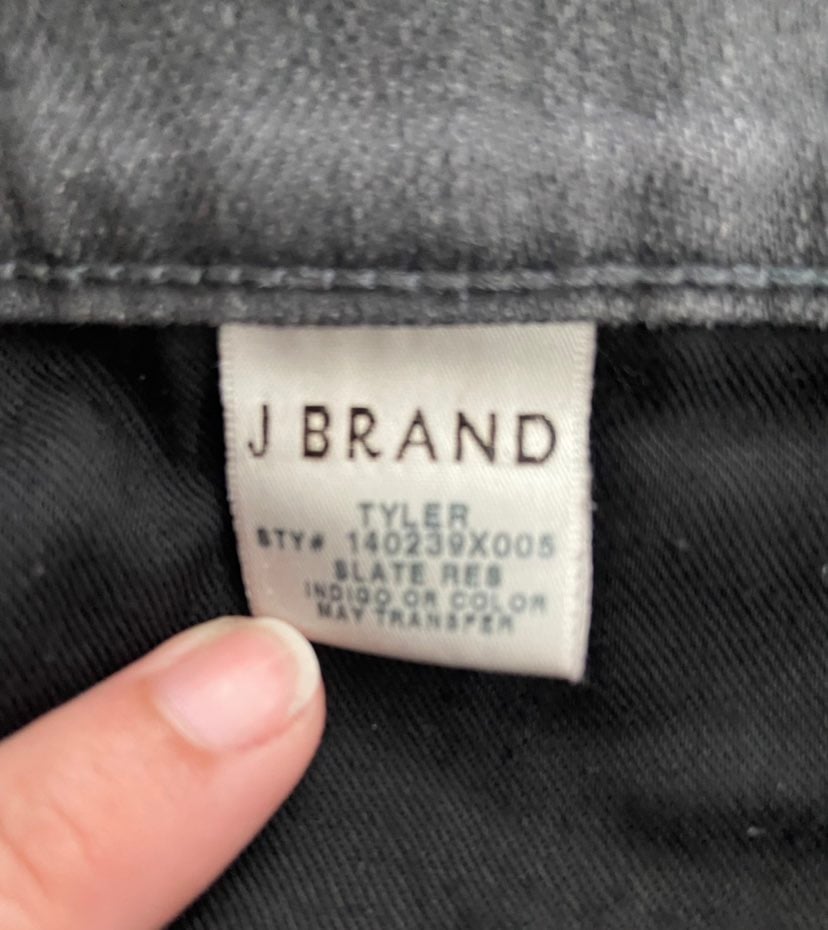 J BRAND
TYLER
STY# 140239X005
SLATE RES
INDIGO OR COLOR
MAY TRANSFER